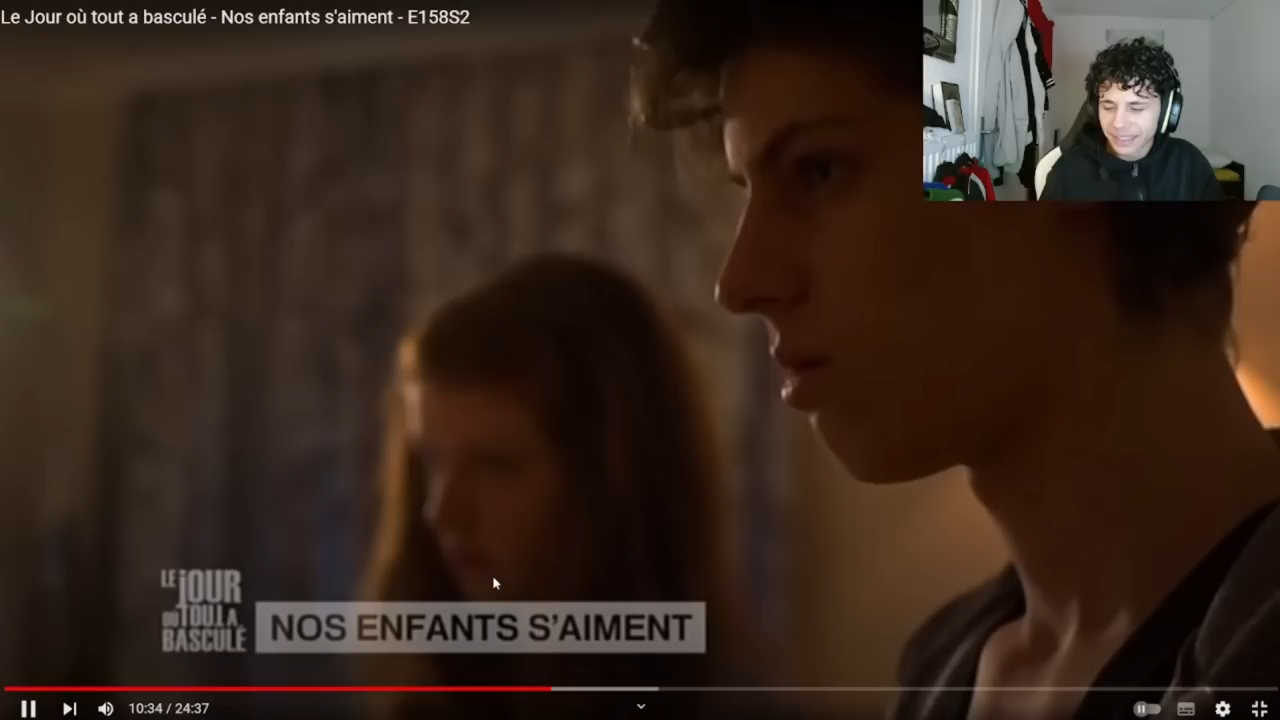 Le Jour où tout a basculé - Nos enfants s'aiment - E158S2
LE JOUR
OÙ TOUT A
BASCULÉ
NOS ENFANTS S'AIMENT
10:34 / 24:37